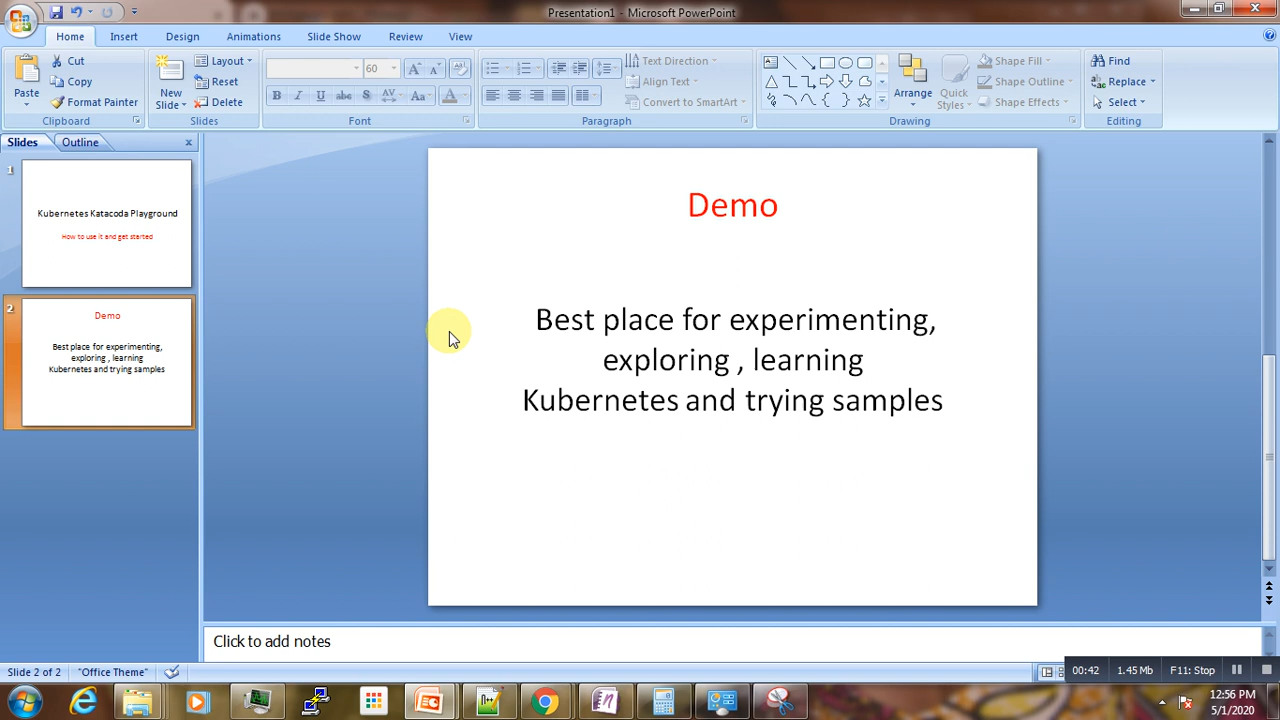 Presentation1 - Microsoft PowerPoint
Home Insert Design Animations Slide Show Review View
Paste
Cut
Copy
Format Painter
Clipboard
New Slide
Layout
Reset
Delete
Slides
60
B I U abc S AV Aa A
Font
Text Direction
Align Text
Convert to SmartArt
Paragraph
Arrange
Quick Styles
Shape Fill
Shape Outline
Shape Effects
Drawing
Find
Replace
Select
Editing
Slides Outline
1
Kubernetes Katacoda Playground
How to use it and get started
2
Demo
Best place for experimenting,
exploring , learning
Kubernetes and trying samples
Demo
Best place for experimenting,
exploring , learning
Kubernetes and trying samples
Click to add notes
Slide 2 of 2 "Office Theme"
00:42 1.45 Mb F11: Stop
12:56 PM
5/1/2020